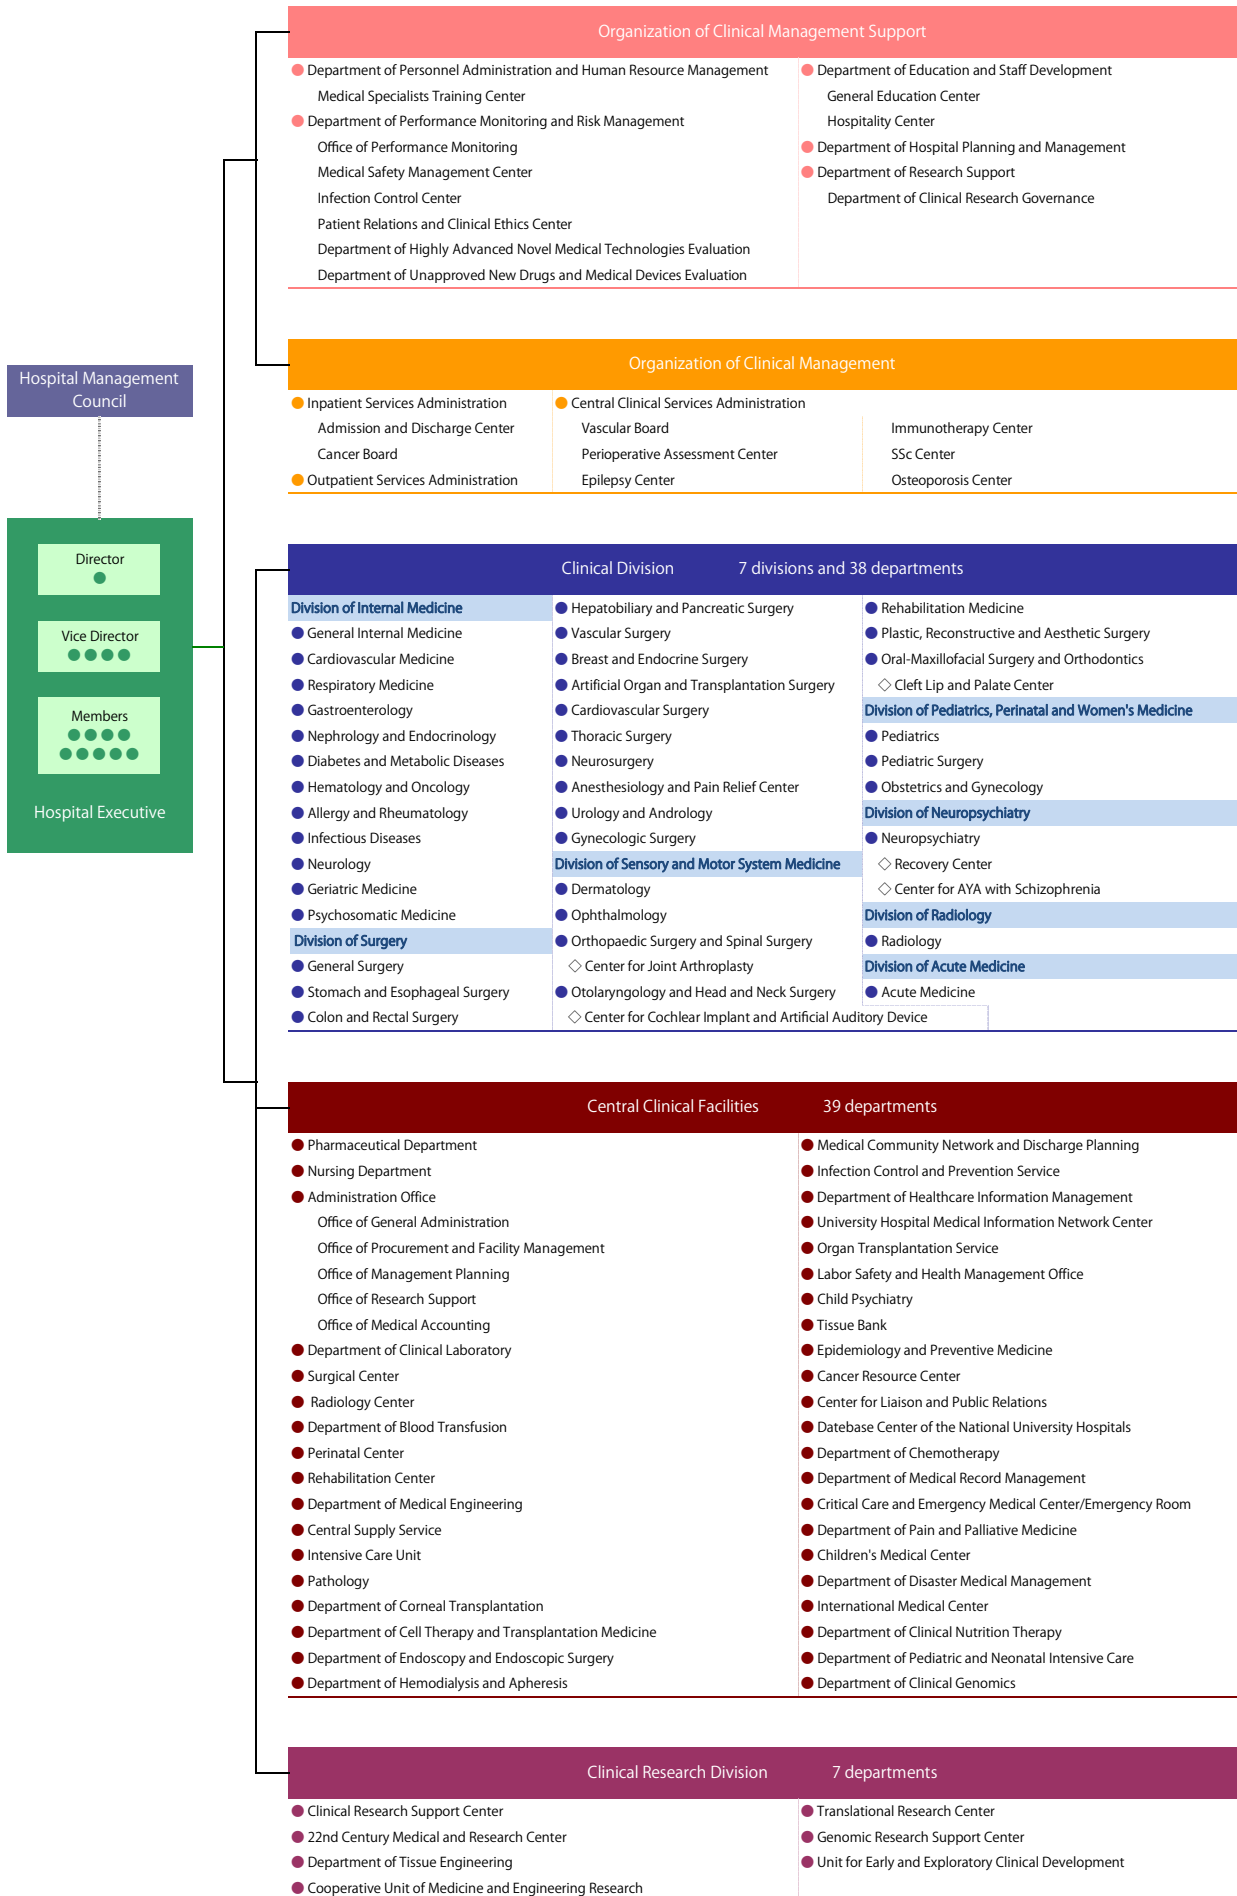 Organization of Clinical Management Support
Department of Personnel Administration and Human Resource Management
Medical Specialists Training Center
Department of Performance Monitoring and Risk Management
Office of Performance Monitoring
Medical Safety Management Center
Infection Control Center
Patient Relations and Clinical Ethics Center
Department of Highly Advanced Novel Medical Technologies Evaluation
Department of Unapproved New Drugs and Medical Devices Evaluation
Department of Education and Staff Development
General Education Center
Hospitality Center
Department of Hospital Planning and Management
Department of Research Support
Department of Clinical Research Governance
Hospital Management
Council
Director
Vice Director
Members
Hospital Executive
Organization of Clinical Management
Inpatient Services Administration
Admission and Discharge Center
Cancer Board
Outpatient Services Administration
Central Clinical Services Administration
Vascular Board
Perioperative Assessment Center
Epilepsy Center
Immunotherapy Center
SSc Center
Osteoporosis Center
Clinical Division 7 divisions and 38 departments
Division of Internal Medicine
General Internal Medicine
Cardiovascular Medicine
Respiratory Medicine
Gastroenterology
Nephrology and Endocrinology
Diabetes and Metabolic Diseases
Hematology and Oncology
Allergy and Rheumatology
Infectious Diseases
Neurology
Geriatric Medicine
Psychosomatic Medicine
Division of Surgery
General Surgery
Stomach and Esophageal Surgery
Colon and Rectal Surgery
Hepatobiliary and Pancreatic Surgery
Vascular Surgery
Breast and Endocrine Surgery
Artificial Organ and Transplantation Surgery
Cardiovascular Surgery
Thoracic Surgery
Neurosurgery
Anesthesiology and Pain Relief Center
Urology and Andrology
Gynecologic Surgery
Division of Sensory and Motor System Medicine
Dermatology
Ophthalmology
Orthopaedic Surgery and Spinal Surgery
Center for Joint Arthroplasty
Otolaryngology and Head and Neck Surgery
Center for Cochlear Implant and Artificial Auditory Device
Rehabilitation Medicine
Plastic, Reconstructive and Aesthetic Surgery
Oral-Maxillofacial Surgery and Orthodontics
Cleft Lip and Palate Center
Division of Pediatrics, Perinatal and Women's Medicine
Pediatrics
Pediatric Surgery
Obstetrics and Gynecology
Division of Neuropsychiatry
Neuropsychiatry
Recovery Center
Center for AYA with Schizophrenia
Division of Radiology
Radiology
Division of Acute Medicine
Acute Medicine
Central Clinical Facilities 39 departments
Pharmaceutical Department
Nursing Department
Administration Office
Office of General Administration
Office of Procurement and Facility Management
Office of Management Planning
Office of Research Support
Office of Medical Accounting
Department of Clinical Laboratory
Surgical Center
Radiology Center
Department of Blood Transfusion
Perinatal Center
Rehabilitation Center
Department of Medical Engineering
Central Supply Service
Intensive Care Unit
Pathology
Department of Corneal Transplantation
Department of Cell Therapy and Transplantation Medicine
Department of Endoscopy and Endoscopic Surgery
Department of Hemodialysis and Apheresis
Medical Community Network and Discharge Planning
Infection Control and Prevention Service
Department of Healthcare Information Management
University Hospital Medical Information Network Center
Organ Transplantation Service
Labor Safety and Health Management Office
Child Psychiatry
Tissue Bank
Epidemiology and Preventive Medicine
Cancer Resource Center
Center for Liaison and Public Relations
Datebase Center of the National University Hospitals
Department of Chemotherapy
Department of Medical Record Management
Critical Care and Emergency Medical Center/Emergency Room
Department of Pain and Palliative Medicine
Children's Medical Center
Department of Disaster Medical Management
International Medical Center
Department of Clinical Nutrition Therapy
Department of Pediatric and Neonatal Intensive Care
Department of Clinical Genomics
Clinical Research Division 7 departments
Clinical Research Support Center
22nd Century Medical and Research Center
Department of Tissue Engineering
Cooperative Unit of Medicine and Engineering Research
Translational Research Center
Genomic Research Support Center
Unit for Early and Exploratory Clinical Development